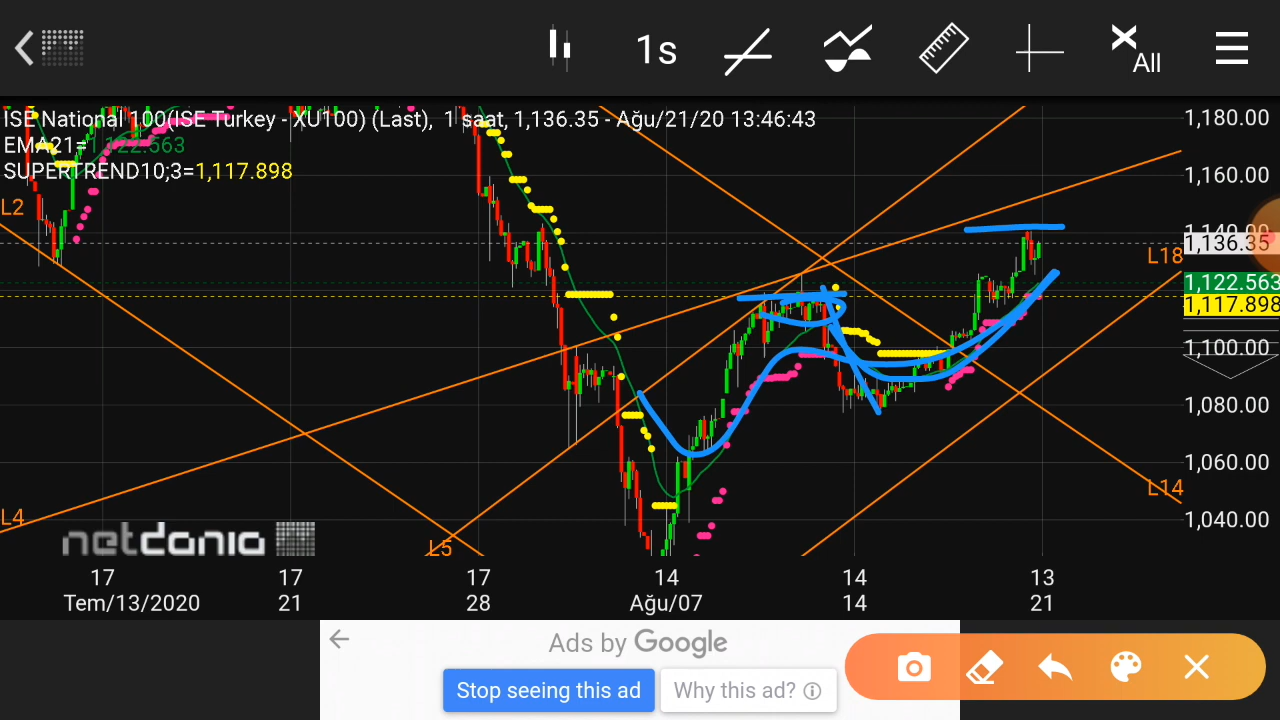 1s
All
ISE National 100(ISE Turkey - XU100) (Last), 1 saat, 1,136.35 - Ağu/21/20 13:46:43
EMA21=1,122.563
SUPERTREND10;3=1,117.898
1,180.00
1,160.00
1,140.00
1,136.35
1,122.563
1,117.898
1,100.00
1,080.00
1,060.00
1,040.00
L2
L18
L14
L4
L5
netdania
17 17 17 14 14 13
Tem/13/2020 21 28 Ağu/07 14 21
Ads by Google
Stop seeing this ad
Why this ad?